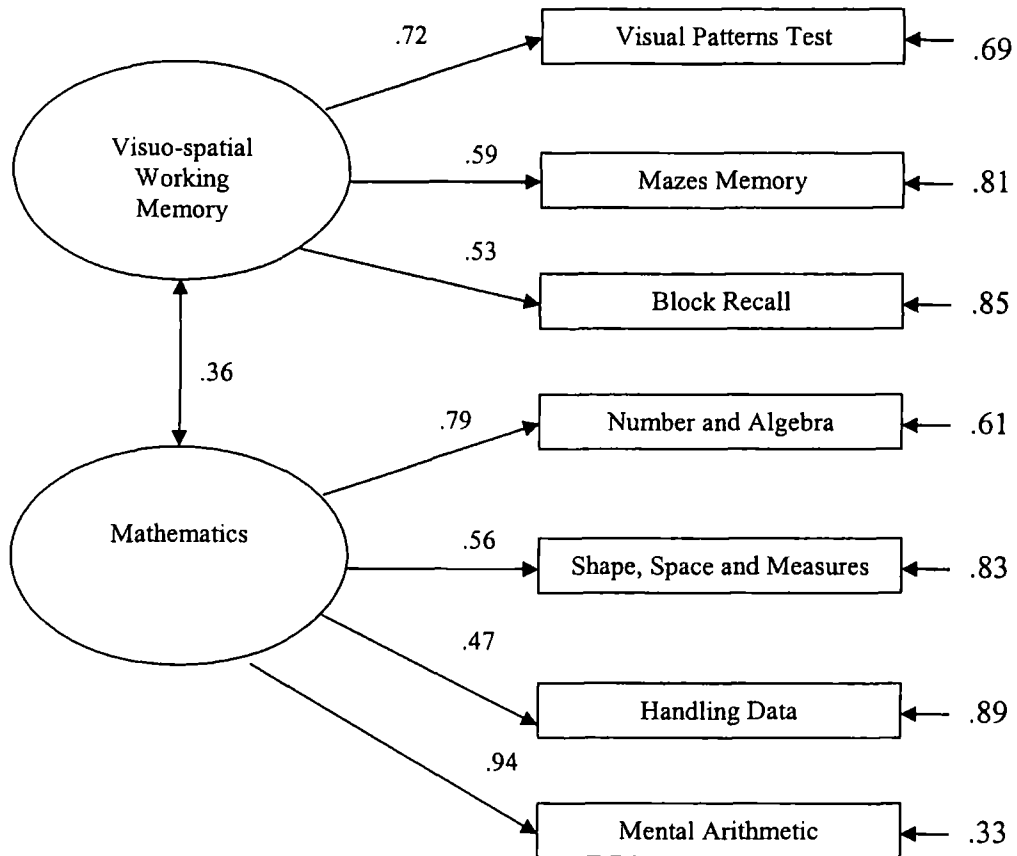 .72
Visual Patterns Test
.69
Visuo-spatial
Working
Memory
.59
Mazes Memory
.81
.53
Block Recall
.85
.36
.79
Number and Algebra
.61
Mathematics
.56
Shape, Space and Measures
.83
.47
Handling Data
.89
.94
Mental Arithmetic
.33